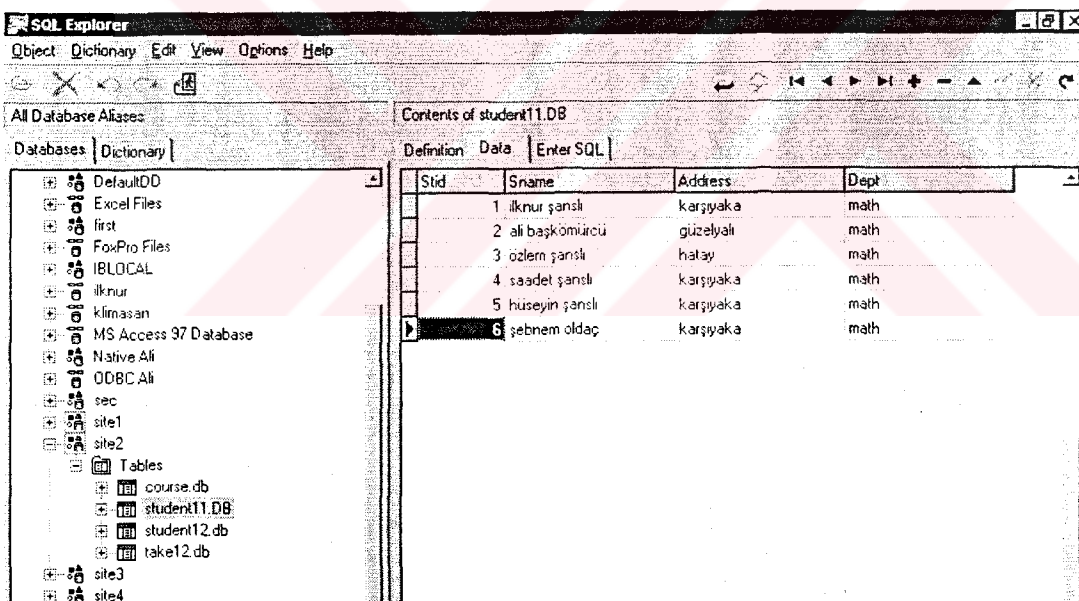 SQL Explorer
Object Dictionary Edit View Options Help
All Database Aliases
Contents of student11.DB
Databases Dictionary
Definition Data Enter SQL
DefaultDD
Excel Files
first
FoxPro Files
IBLOCAL
ilknur
klimasan
MS Access 97 Database
Native Ali
ODBC Ali
sec
site1
site2
Tables
course.db
student11.DB
student12.db
take12.db
site3
site4
Stid Sname Address Dept
1 ilknur şanslı karşıyaka math
2 ali başkömürcü güzelyalı math
3 özlem şanslı hatay math
4 saadet şanslı karşıyaka math
5 hüseyin şanslı karşıyaka math
6 şebnem oldaç karşıyaka math